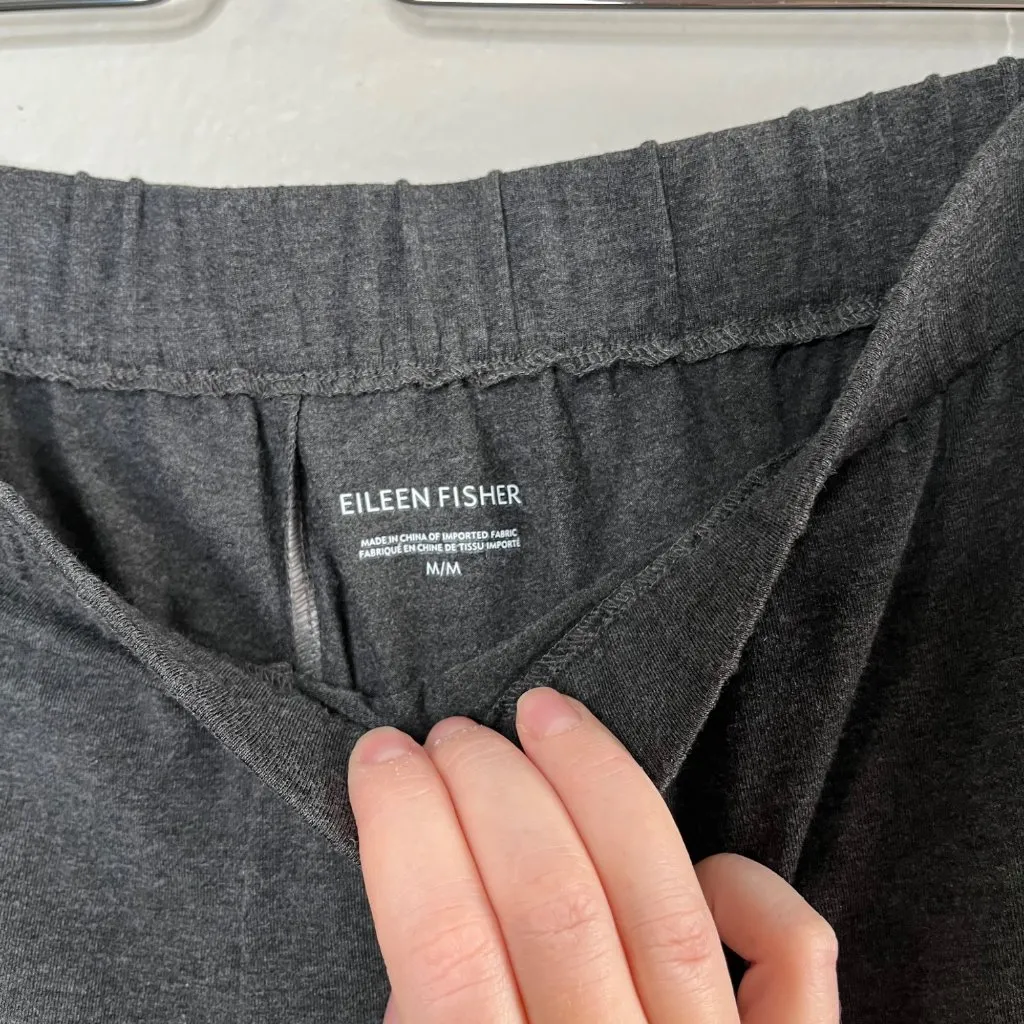 EILEEN FISHER
MADE IN CHINA OF IMPORTED FABRIC
FABRIQUÉ EN CHINE DE TISSU IMPORTÉ
M/M